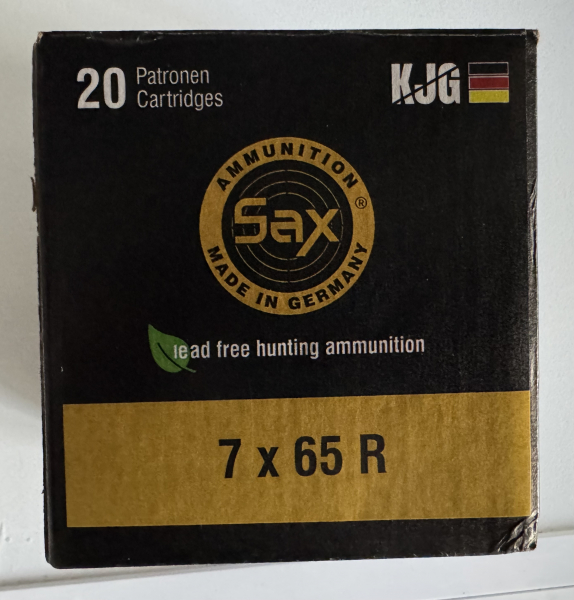 20 Patronen
Cartridges
KJG
AMMUNITION
Sax®
MADE IN GERMANY
lead free hunting ammunition
7 x 65 R